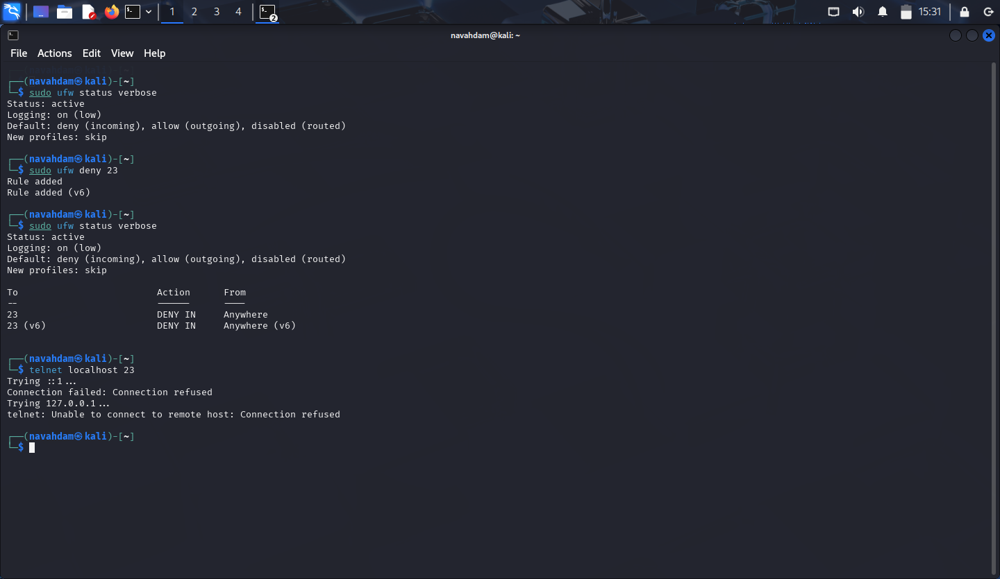 1 2 3 4 2 15:31
navahdam@kali: ~
File Actions Edit View Help
┌──(navahdam㉿kali)-[~]
└─$ sudo ufw status verbose
Status: active
Logging: on (low)
Default: deny (incoming), allow (outgoing), disabled (routed)
New profiles: skip
┌──(navahdam㉿kali)-[~]
└─$ sudo ufw deny 23
Rule added
Rule added (v6)
┌──(navahdam㉿kali)-[~]
└─$ sudo ufw status verbose
Status: active
Logging: on (low)
Default: deny (incoming), allow (outgoing), disabled (routed)
New profiles: skip
To                         Action      From
--                         ------      ----
23                         DENY IN     Anywhere
23 (v6)                    DENY IN     Anywhere (v6)
┌──(navahdam㉿kali)-[~]
└─$ telnet localhost 23
Trying ::1...
Connection failed: Connection refused
Trying 127.0.0.1...
telnet: Unable to connect to remote host: Connection refused
┌──(navahdam㉿kali)-[~]
└─$